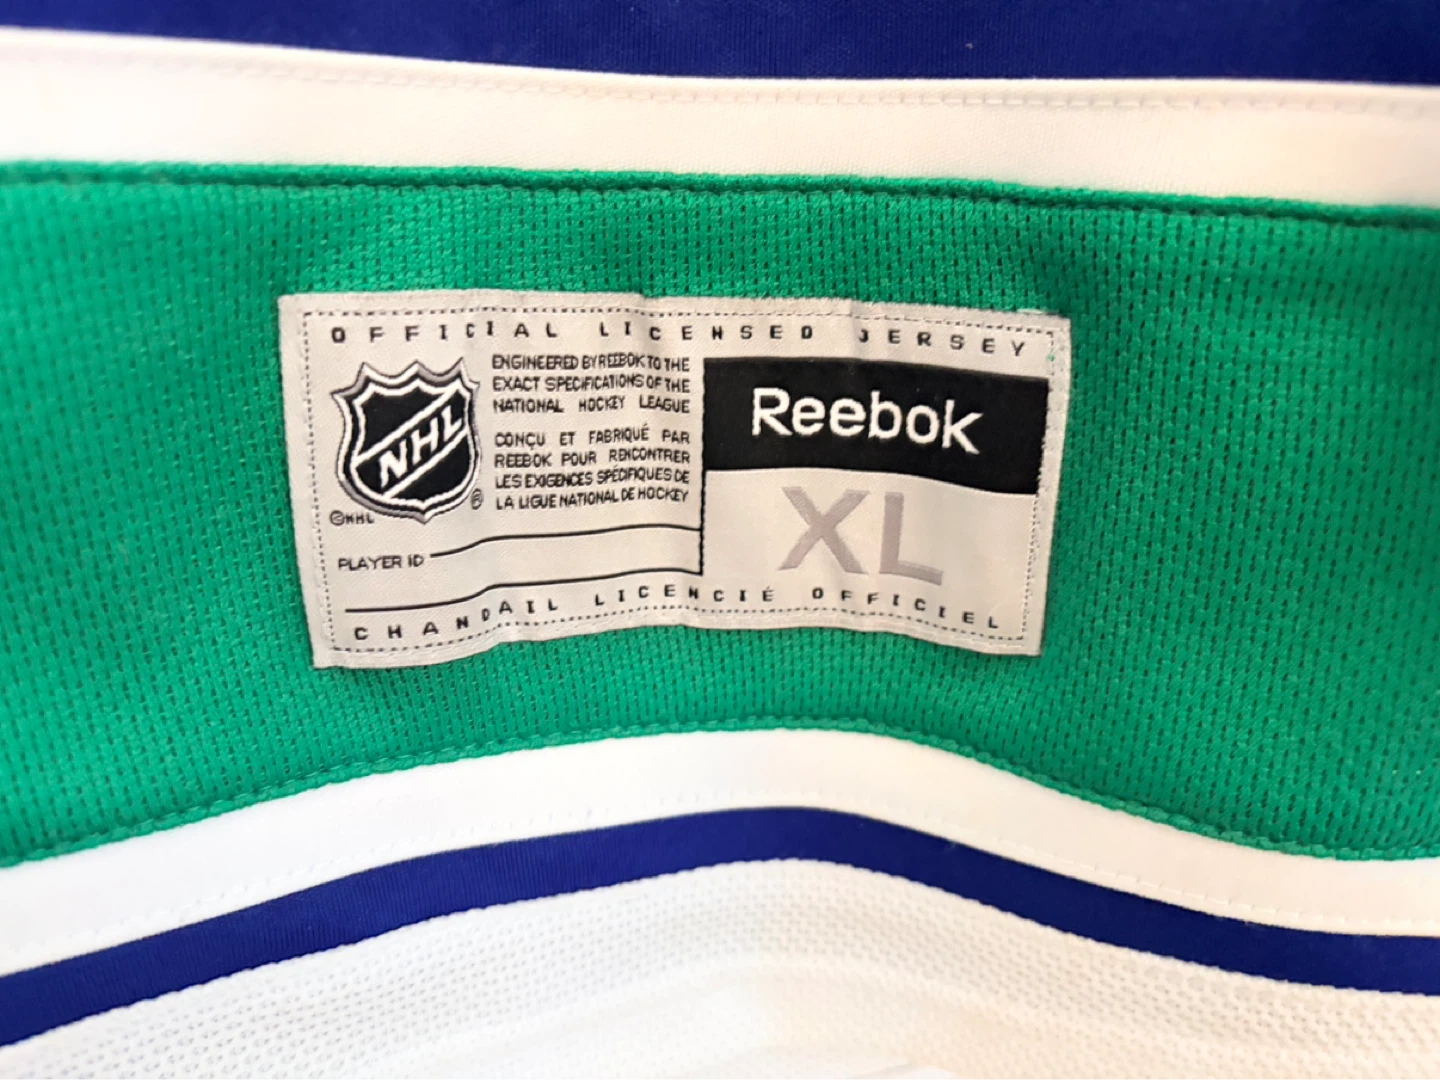 OFFICIAL LICENSED JERSEY
NHL
®
©NHL
ENGINEERED BY REEBOK TO THE
EXACT SPECIFICATIONS OF THE
NATIONAL HOCKEY LEAGUE
CONÇU ET FABRIQUÉ PAR
REEBOK POUR RENCONTRER
LES EXIGENCES SPÉCIFIQUES DE
LA LIGUE NATIONAL DE HOCKEY
Reebok
XL
PLAYER ID
CHANDAIL LICENCIÉ OFFICIEL